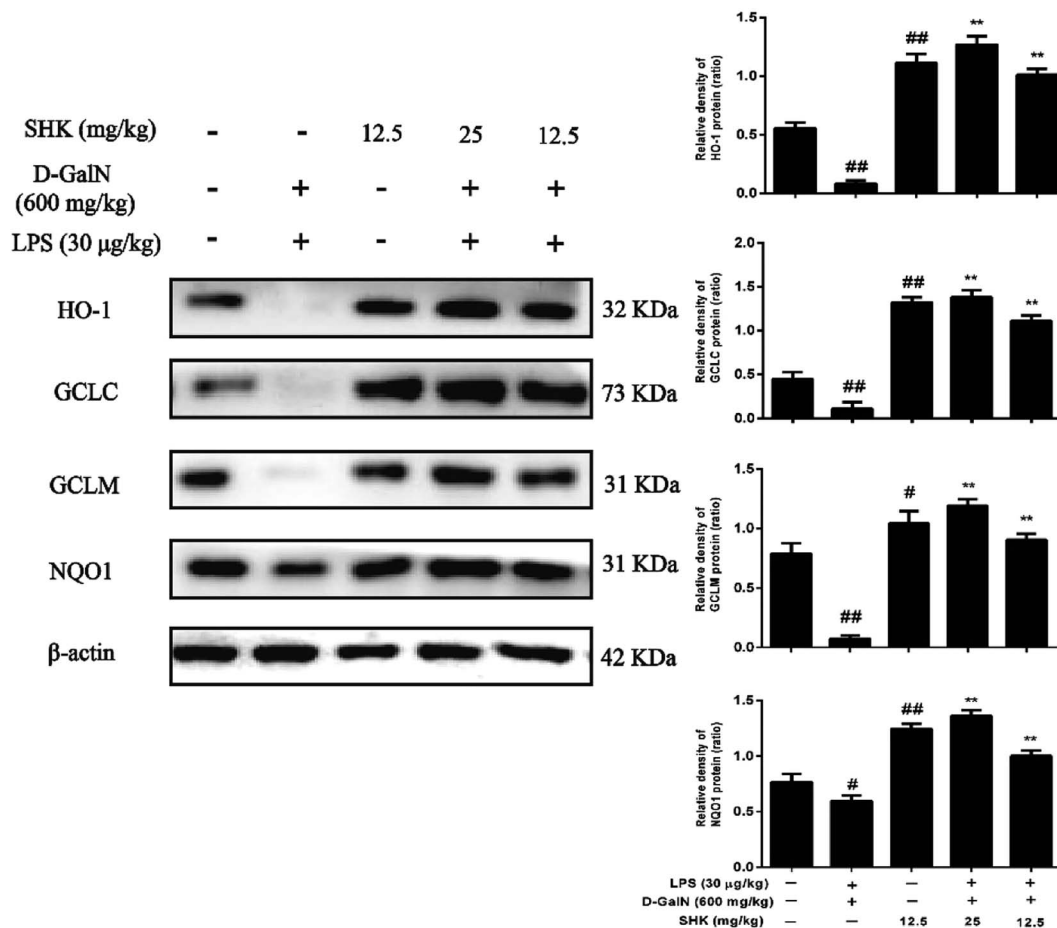 SHK (mg/kg) - - 12.5 25 12.5
D-GalN
(600 mg/kg) - + - + +
LPS (30 μg/kg) - + - + +
HO-1 32 KDa
GCLC 73 KDa
GCLM 31 KDa
NQO1 31 KDa
β-actin 42 KDa
Relative density of
HO-1 protein (ratio)
1.5
1.0
0.5
0.0
## ## ** **
Relative density of
GCLC protein (ratio)
2.0
1.5
1.0
0.5
0.0
## ## ** **
Relative density of
GCLM protein (ratio)
1.5
1.0
0.5
0.0
## # ** **
Relative density of
NQO1 protein (ratio)
1.5
1.0
0.5
0.0
# ## ** **
LPS (30 μg/kg) — + — + +
D-GalN (600 mg/kg) — + — + +
SHK (mg/kg) — — 12.5 25 12.5